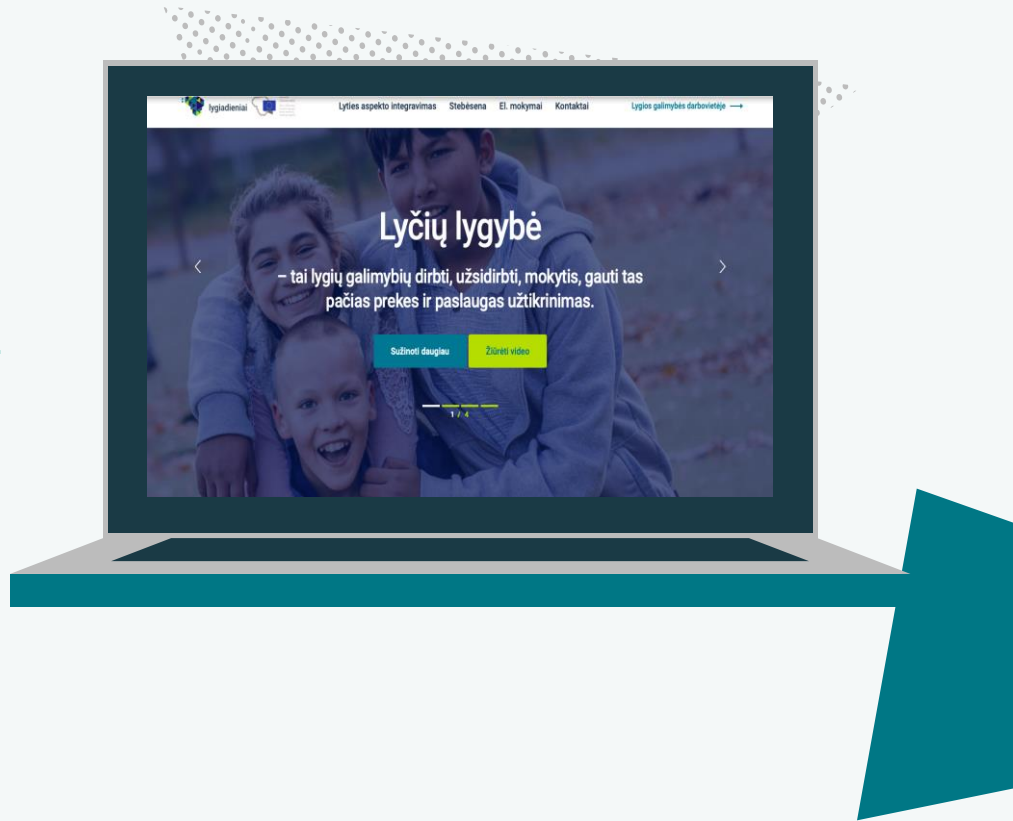 lygiadieniai
Lyties aspekto integravimas Stebėsena El. mokymai Kontaktai Lygios galimybės darbovietėje →
Lyčių lygybė
– tai lygių galimybių dirbti, užsidirbti, mokytis, gauti tas
pačias prekes ir paslaugas užtikrinimas.
Sužinoti daugiau Žiūrėti video
1 / 4